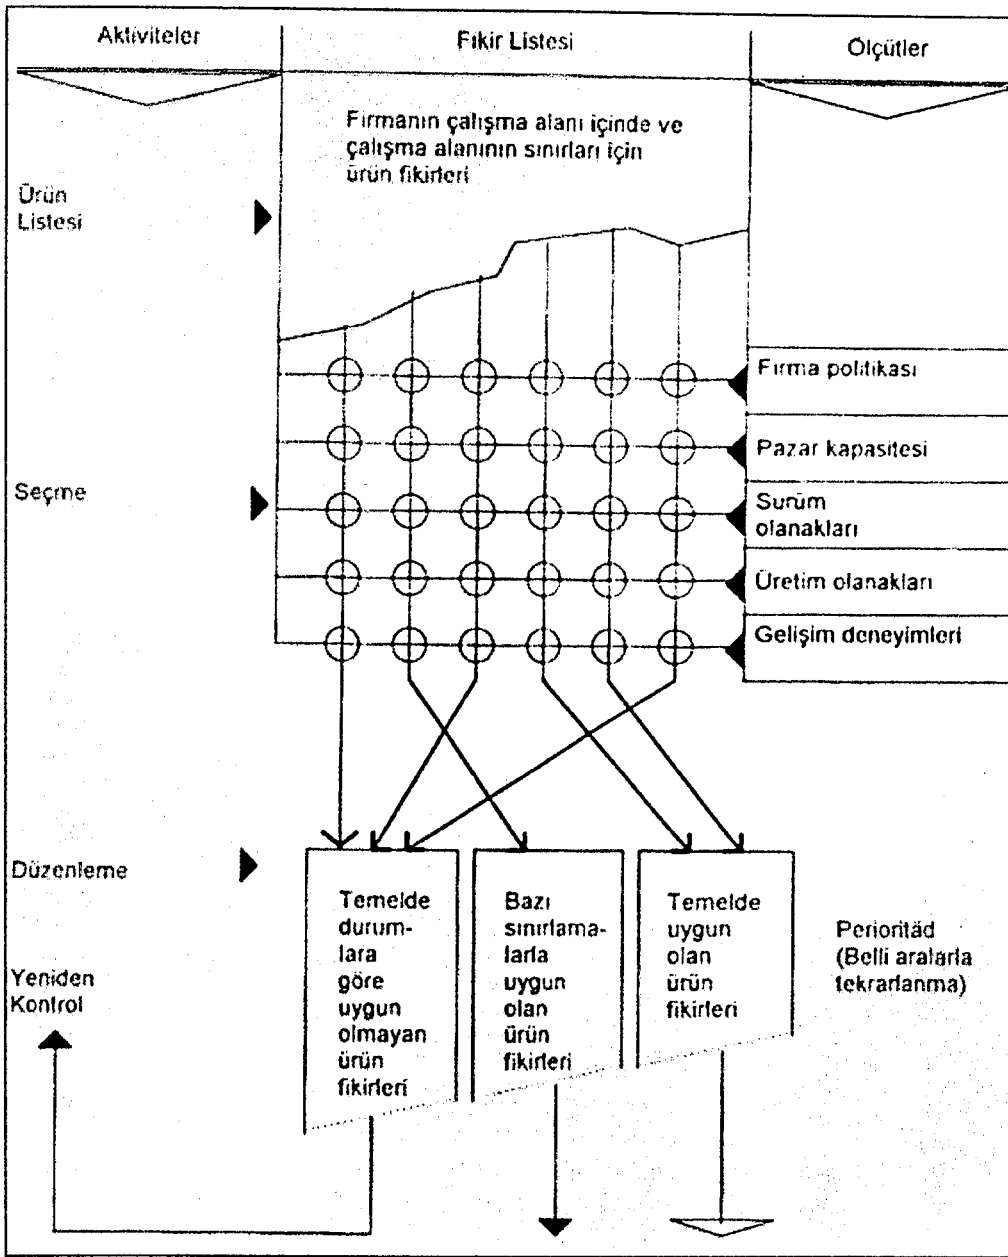 Aktiviteler
Fikir Listesi
Ölçütler
Firmanın çalışma alanı içinde ve
çalışma alanının sınırları için
ürün fikirleri
Ürün
Listesi
Firma politikası
Pazar kapasitesi
Seçme
Surüm
olanakları
Üretim olanakları
Gelişim deneyimleri
Düzenleme
Temelde
durum-
lara
göre
uygun
olmayan
ürün
fikirleri
Bazı
sınırlama-
larla
uygun
olan
ürün
fikirleri
Temelde
uygun
olan
ürün
fikirleri
Perioritäd
(Belli aralarla
tekrarlanma)
Yeniden
Kontrol